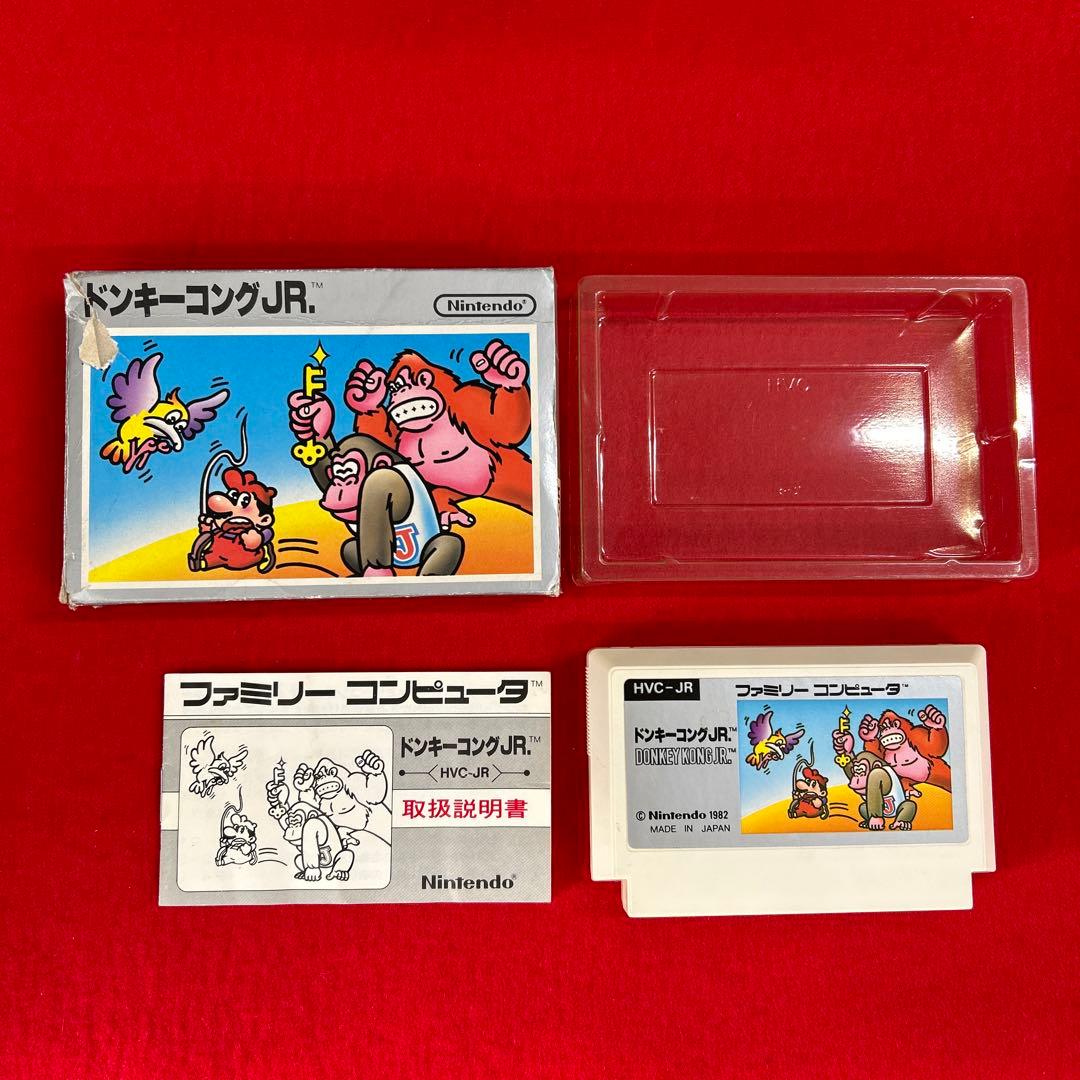 ドンキーコングJR.™
Nintendo®
J
HVC
ファミリー コンピュータ™
ドンキーコングJR.™
HVC-JR
取扱説明書
J
Nintendo®
HVC-JR
ファミリー コンピュータ™
ドンキーコングJR.™
DONKEY KONG JR.™
© Nintendo 1982
MADE IN JAPAN
J